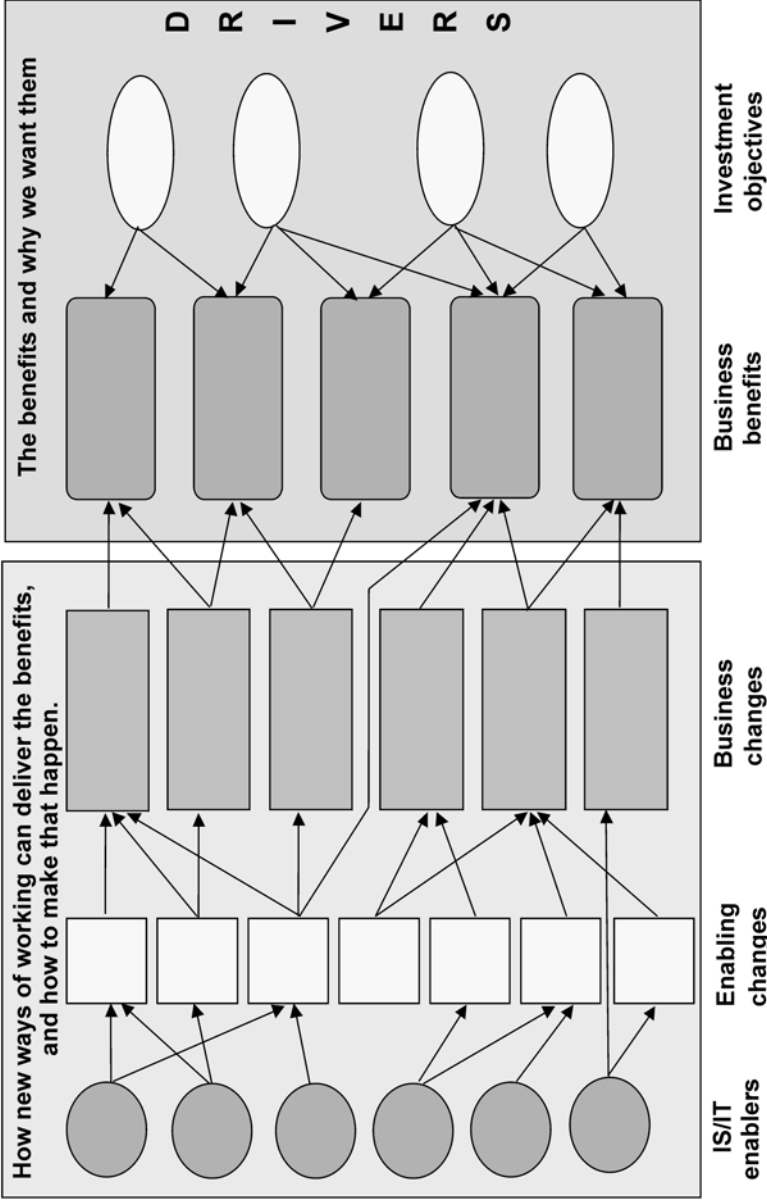 How new ways of working can deliver the benefits,
and how to make that happen.
The benefits and why we want them
D
R
I
V
E
R
S
IS/IT
enablers
Enabling
changes
Business
changes
Business
benefits
Investment
objectives